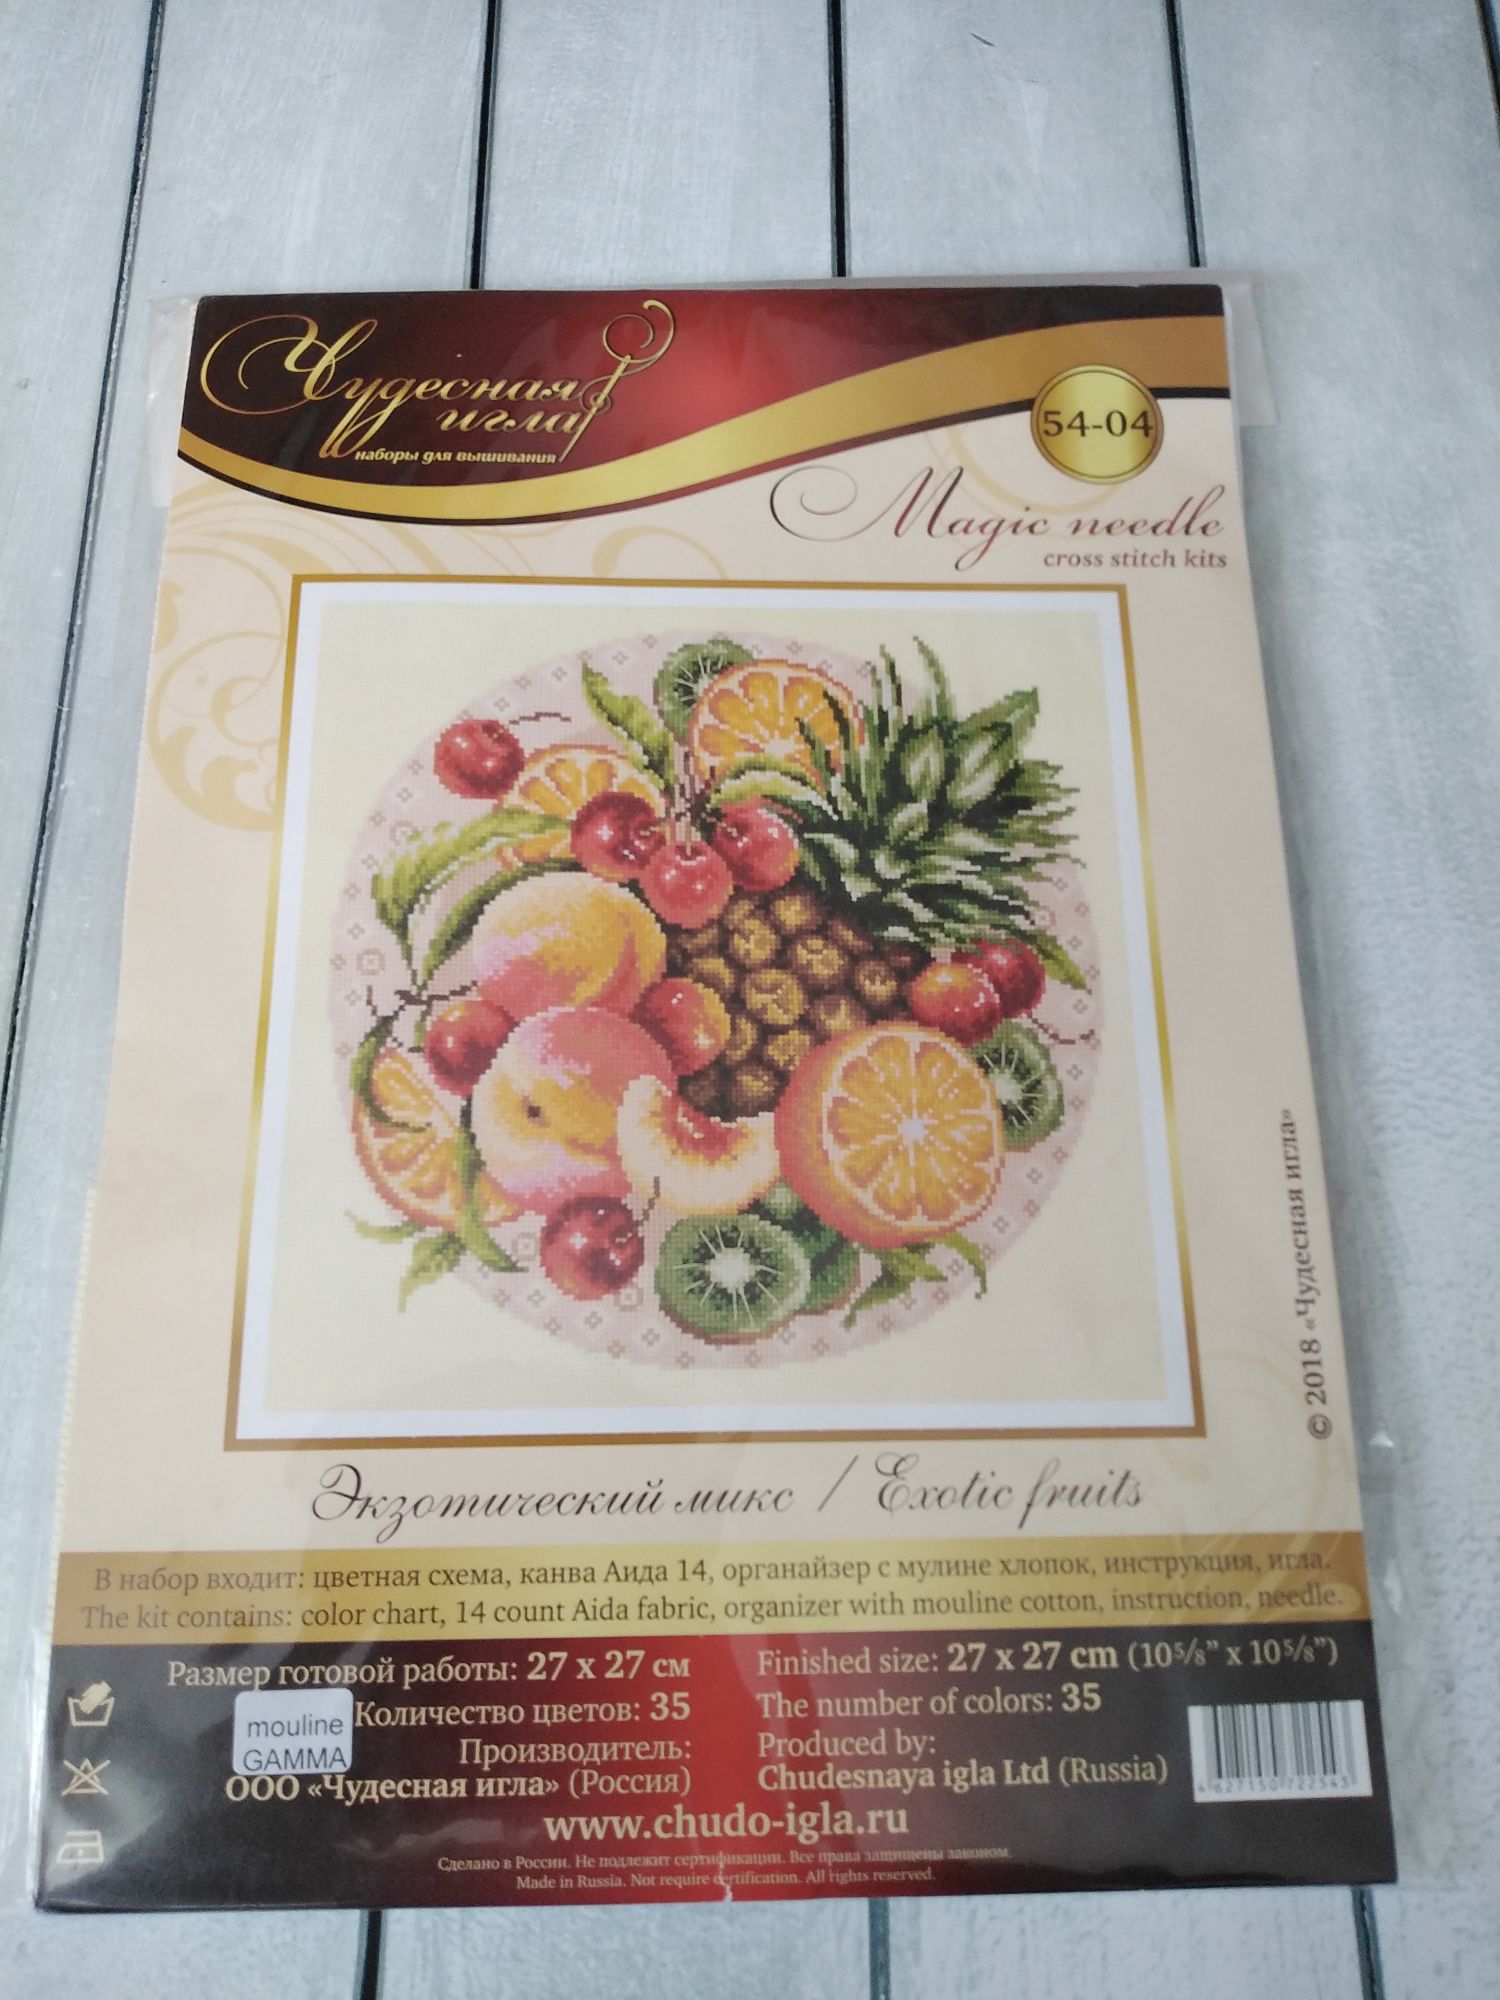 Чудесная
игла
наборы для вышивания
54-04
Magic needle
cross stitch kits
© 2018 «Чудесная игла»
Экзотический микс / Exotic fruits
В набор входит: цветная схема, канва Аида 14, органайзер с мулине хлопок, инструкция, игла.
The kit contains: color chart, 14 count Aida fabric, organizer with mouline cotton, instruction, needle.
Размер готовой работы: 27 x 27 см
Количество цветов: 35
Производитель:
ООО «Чудесная игла» (Россия)
mouline
GAMMA
Finished size: 27 x 27 cm (10⁵/₈" x 10⁵/₈")
The number of colors: 35
Produced by:
Chudesnaya igla Ltd (Russia)
4 627150 722543
www.chudo-igla.ru
Сделано в России. Не подлежит сертификации. Все права защищены законом.
Made in Russia. Not require certification. All rights reserved.